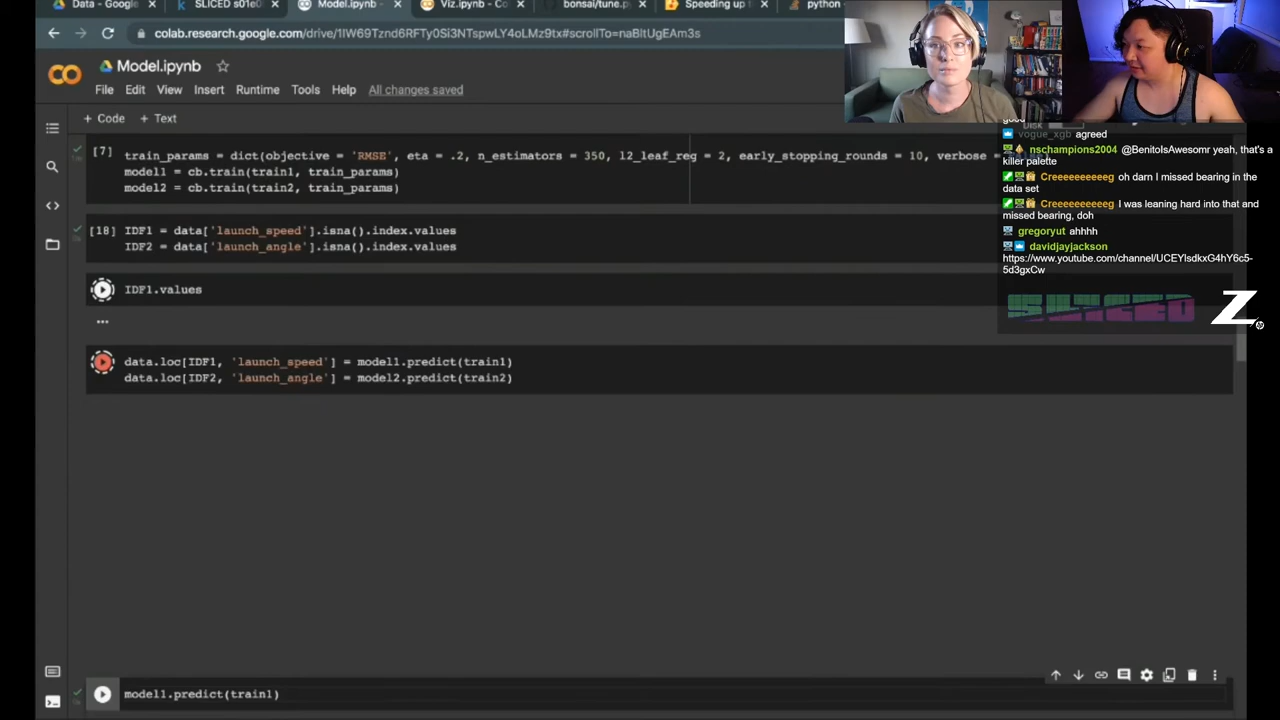 Data - Google
SLICED s01e0
Model.ipynb -
Viz.ipynb - Co
bonsai/tune.py
Speeding up
python
colab.research.google.com/drive/1lW69Tznd6RFTy0Si3NTspwLY4oLMz9tx#scrollTo=naBltUgEAm3s
Model.ipynb
File Edit View Insert Runtime Tools Help All changes saved
+ Code + Text
Disk
[7] train_params = dict(objective = 'RMSE', eta = .2, n_estimators = 350, l2_leaf_reg = 2, early_stopping_rounds = 10, verbose =
model1 = cb.train(train1, train_params)
model2 = cb.train(train2, train_params)
[18] IDF1 = data['launch_speed'].isna().index.values
IDF2 = data['launch_angle'].isna().index.values
IDF1.values
...
data.loc[IDF1, 'launch_speed'] = model1.predict(train1)
data.loc[IDF2, 'launch_angle'] = model2.predict(train2)
model1.predict(train1)
good
vogue_xgb agreed
nschampions2004 @BenitoIsAwesomr yeah, that's a
killer palette
Creeeeeeeeeg oh darn I missed bearing in the
data set
Creeeeeeeeeg I was leaning hard into that and
missed bearing, doh
gregoryut ahhhh
davidjayjackson
https://www.youtube.com/channel/UCEYlsdkxG4hY6c5-
5d3gxCw
SLICED
Z
hp